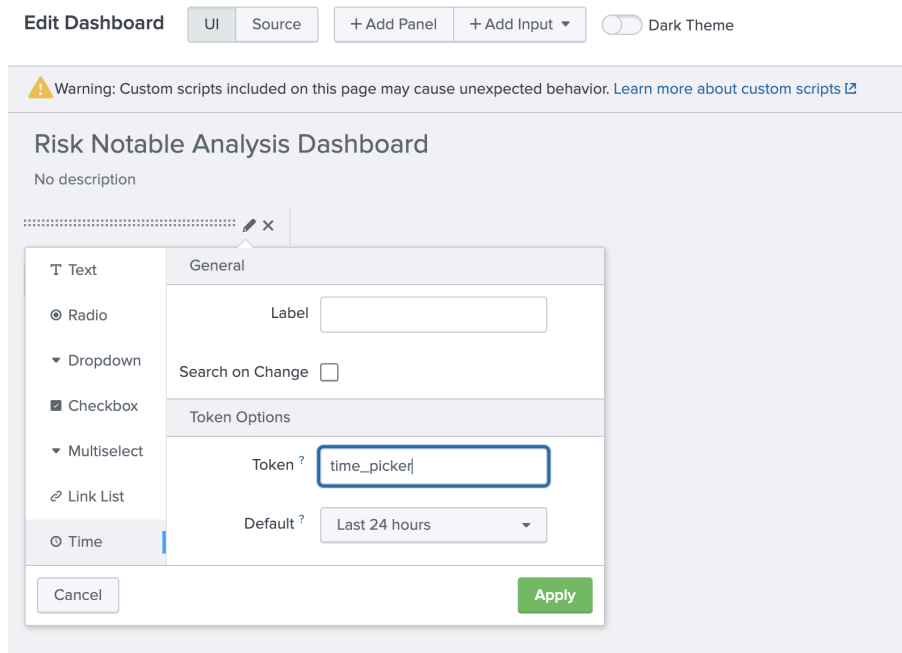 Edit Dashboard UI Source + Add Panel + Add Input Dark Theme
Warning: Custom scripts included on this page may cause unexpected behavior. Learn more about custom scripts
Risk Notable Analysis Dashboard
No description
T Text
Radio
Dropdown
Checkbox
Multiselect
Link List
Time
General
Label
Search on Change
Token Options
Token ? time_picker
Default ? Last 24 hours
Cancel Apply